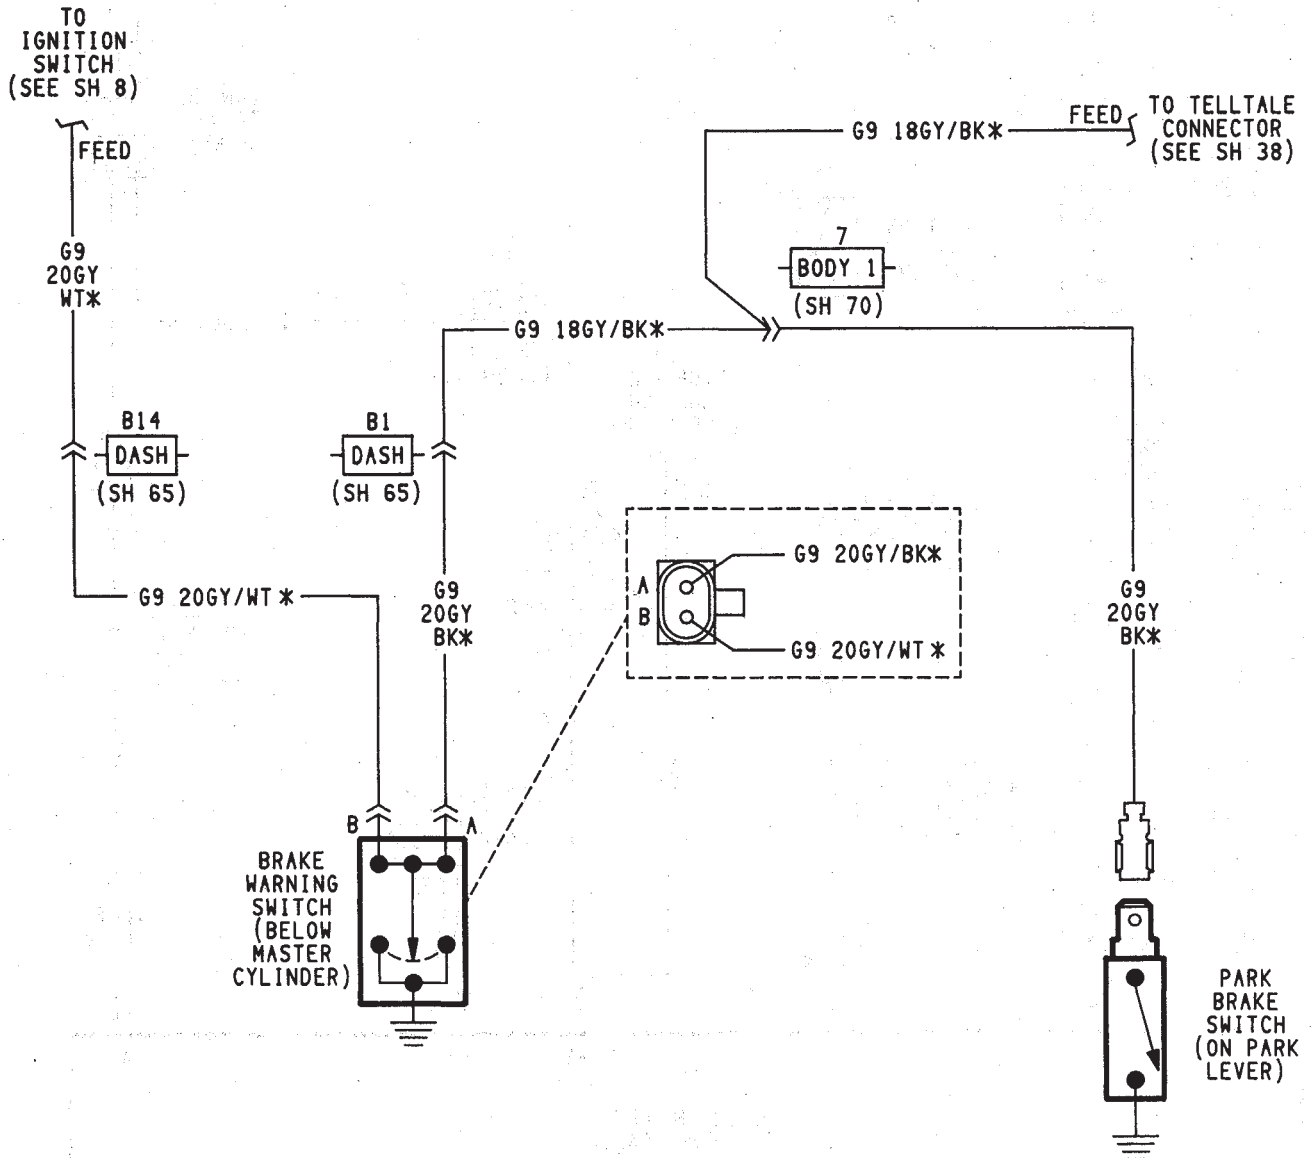 TO
IGNITION
SWITCH
(SEE SH 8)
FEED
G9
20GY
WT*
B14
DASH
(SH 65)
G9 20GY/WT *
B1
DASH
(SH 65)
G9
20GY
BK*
G9 18GY/BK*
FEED
TO TELLTALE
CONNECTOR
(SEE SH 38)
7
BODY 1
(SH 70)
G9 18GY/BK*
G9
20GY
BK*
A
B
G9 20GY/BK*
G9 20GY/WT *
B
A
BRAKE
WARNING
SWITCH
(BELOW
MASTER
CYLINDER)
PARK
BRAKE
SWITCH
(ON PARK
LEVER)